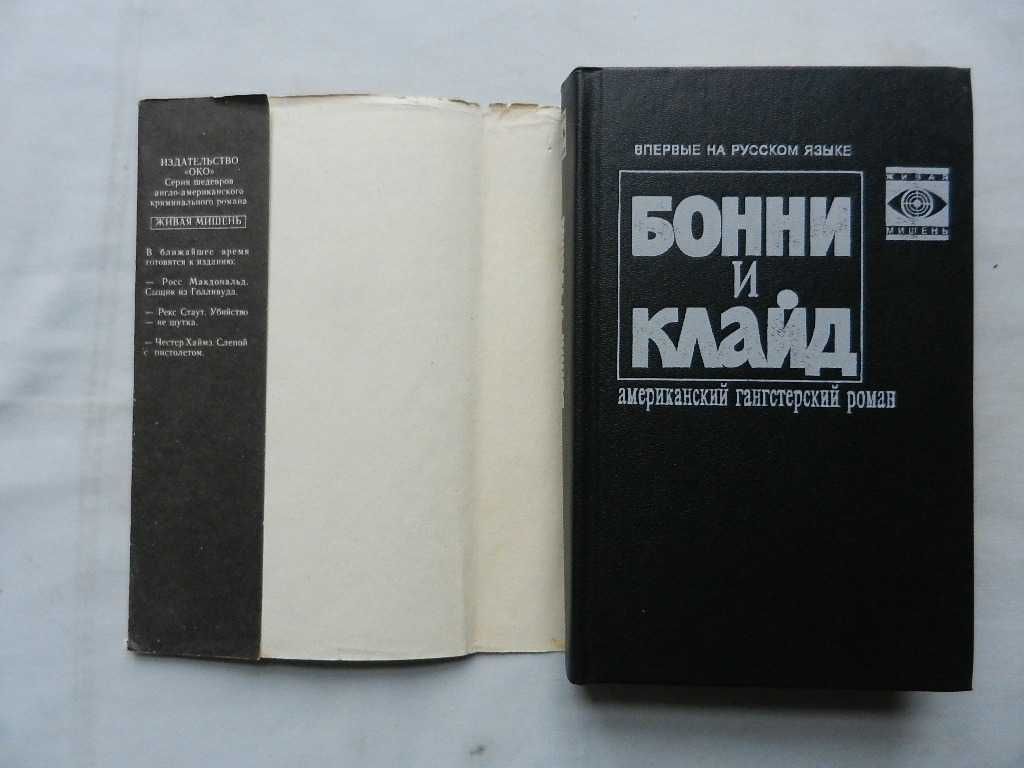 ИЗДАТЕЛЬСТВО
«ОКО»
Серия шедевров
англо-американского
криминального романа
ЖИВАЯ МИШЕНЬ
В ближайшее время
готовятся к изданию:
— Росс Макдональд.
Сыщик из Голливуда.
— Рекс Стаут. Убийство
— не шутка.
— Честер Хаймз. Слепой
с пистолетом.
ВПЕРВЫЕ НА РУССКОМ ЯЗЫКЕ
БОННИ
И
КЛАЙД
американский гангстерский роман
ЖИВАЯ
МИШЕНЬ